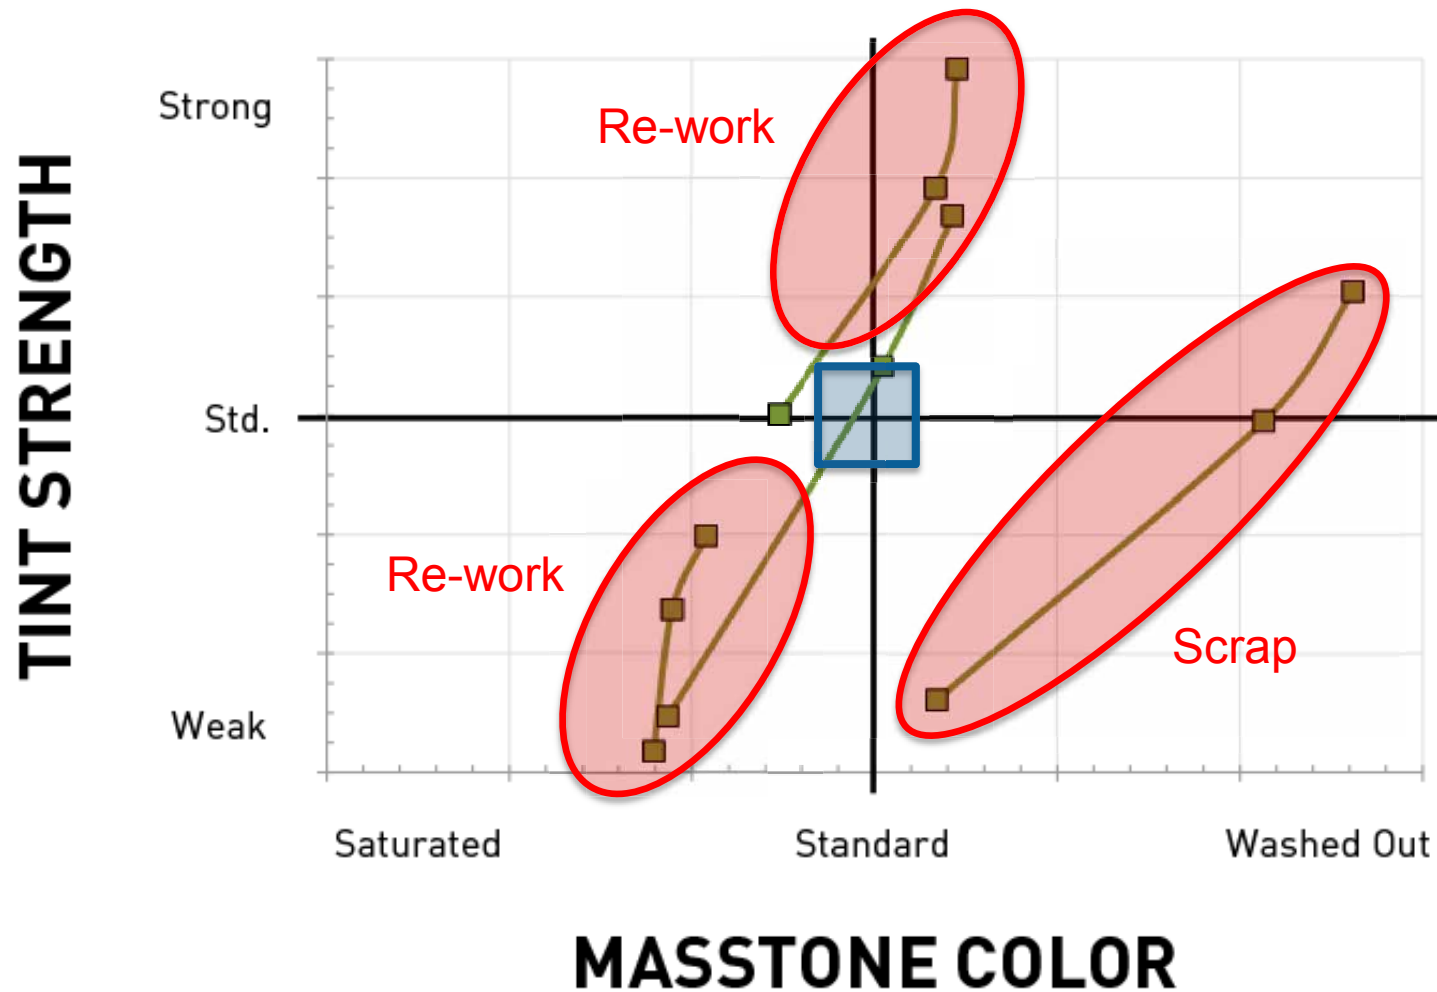 Strong
Re-work
TINT STRENGTH
Std.
Re-work
Scrap
Weak
Saturated
Standard
Washed Out
MASSTONE COLOR